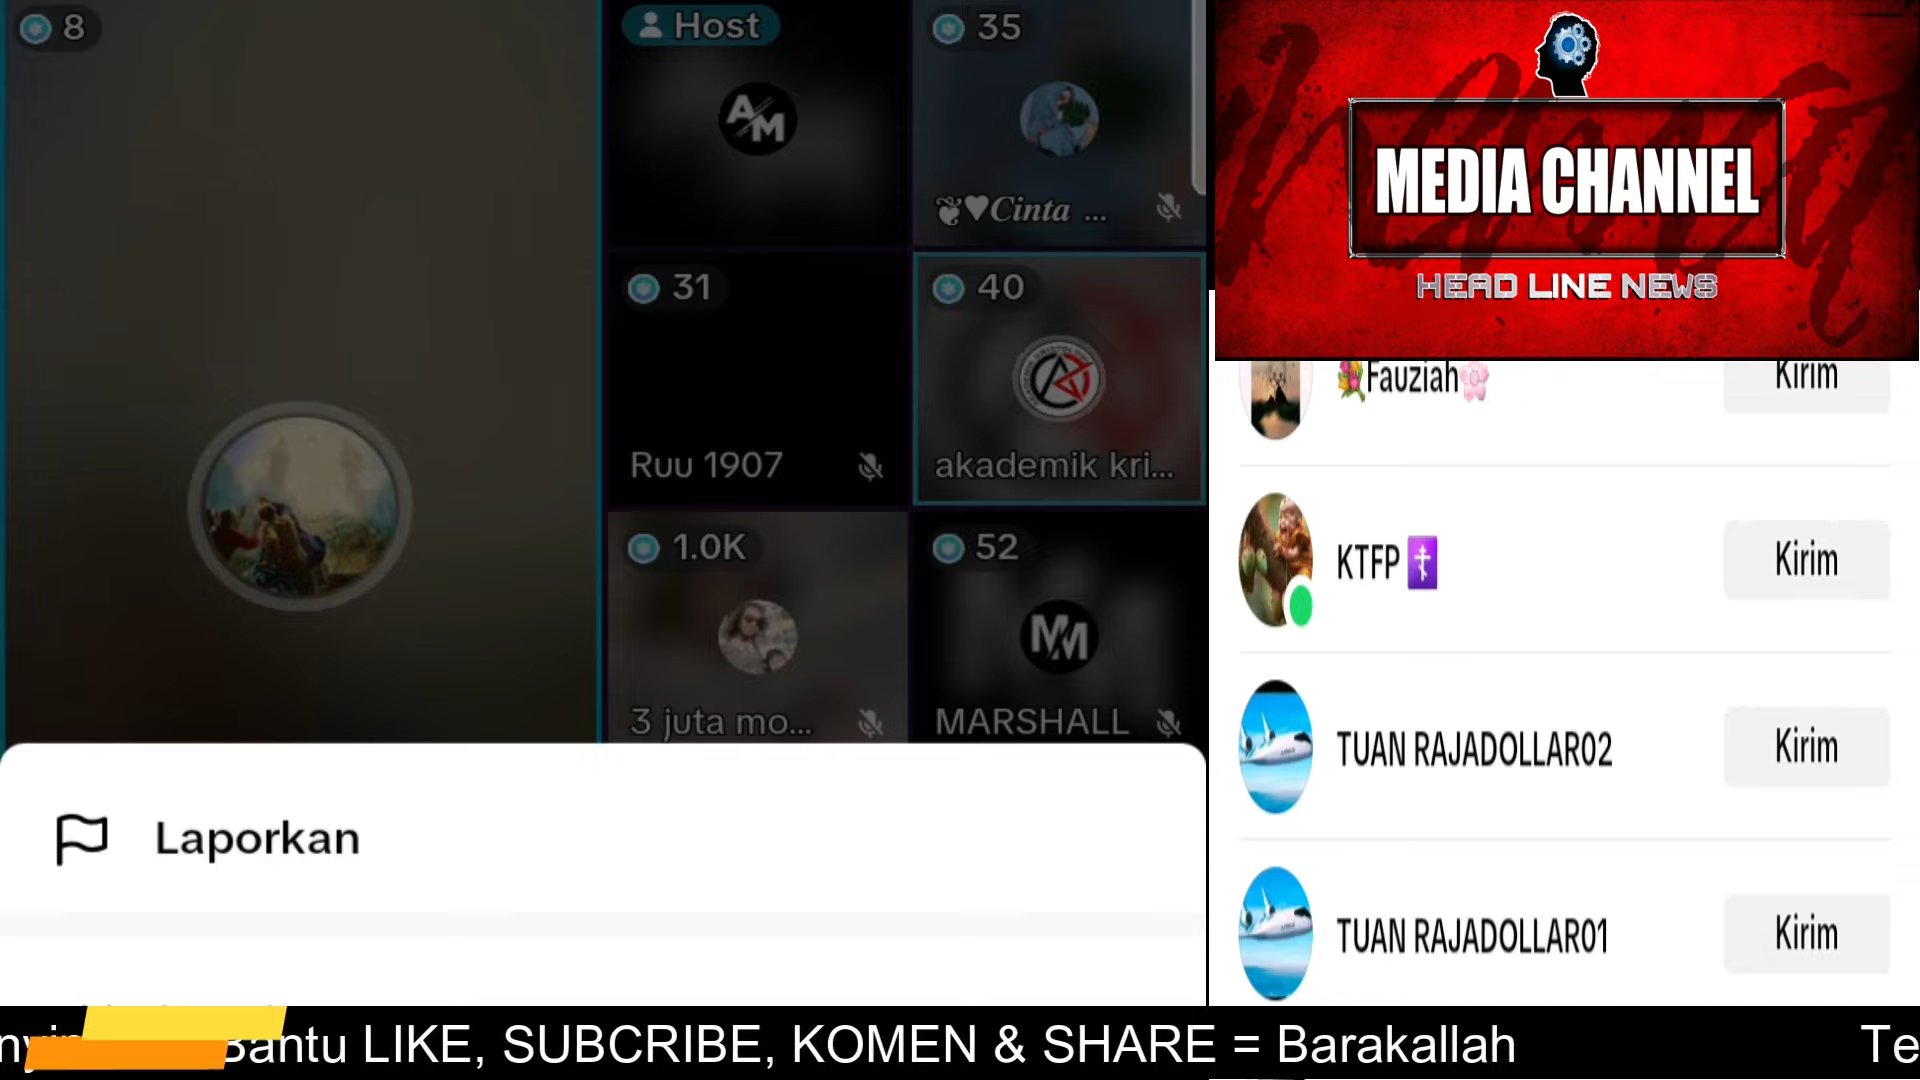 8
Host
35
❦♥Cinta ...
31
Ruu 1907
40
akademik kri...
1.0K
3 juta mo...
52
MARSHALL
Laporkan
MEDIA CHANNEL
HEAD LINE NEWS
💐Fauziah🌸
Kirim
KTFP ☦️
Kirim
TUAN RAJADOLLAR02
Kirim
TUAN RAJADOLLAR01
Kirim
Bantu LIKE, SUBCRIBE, KOMEN & SHARE = Barakallah
Te